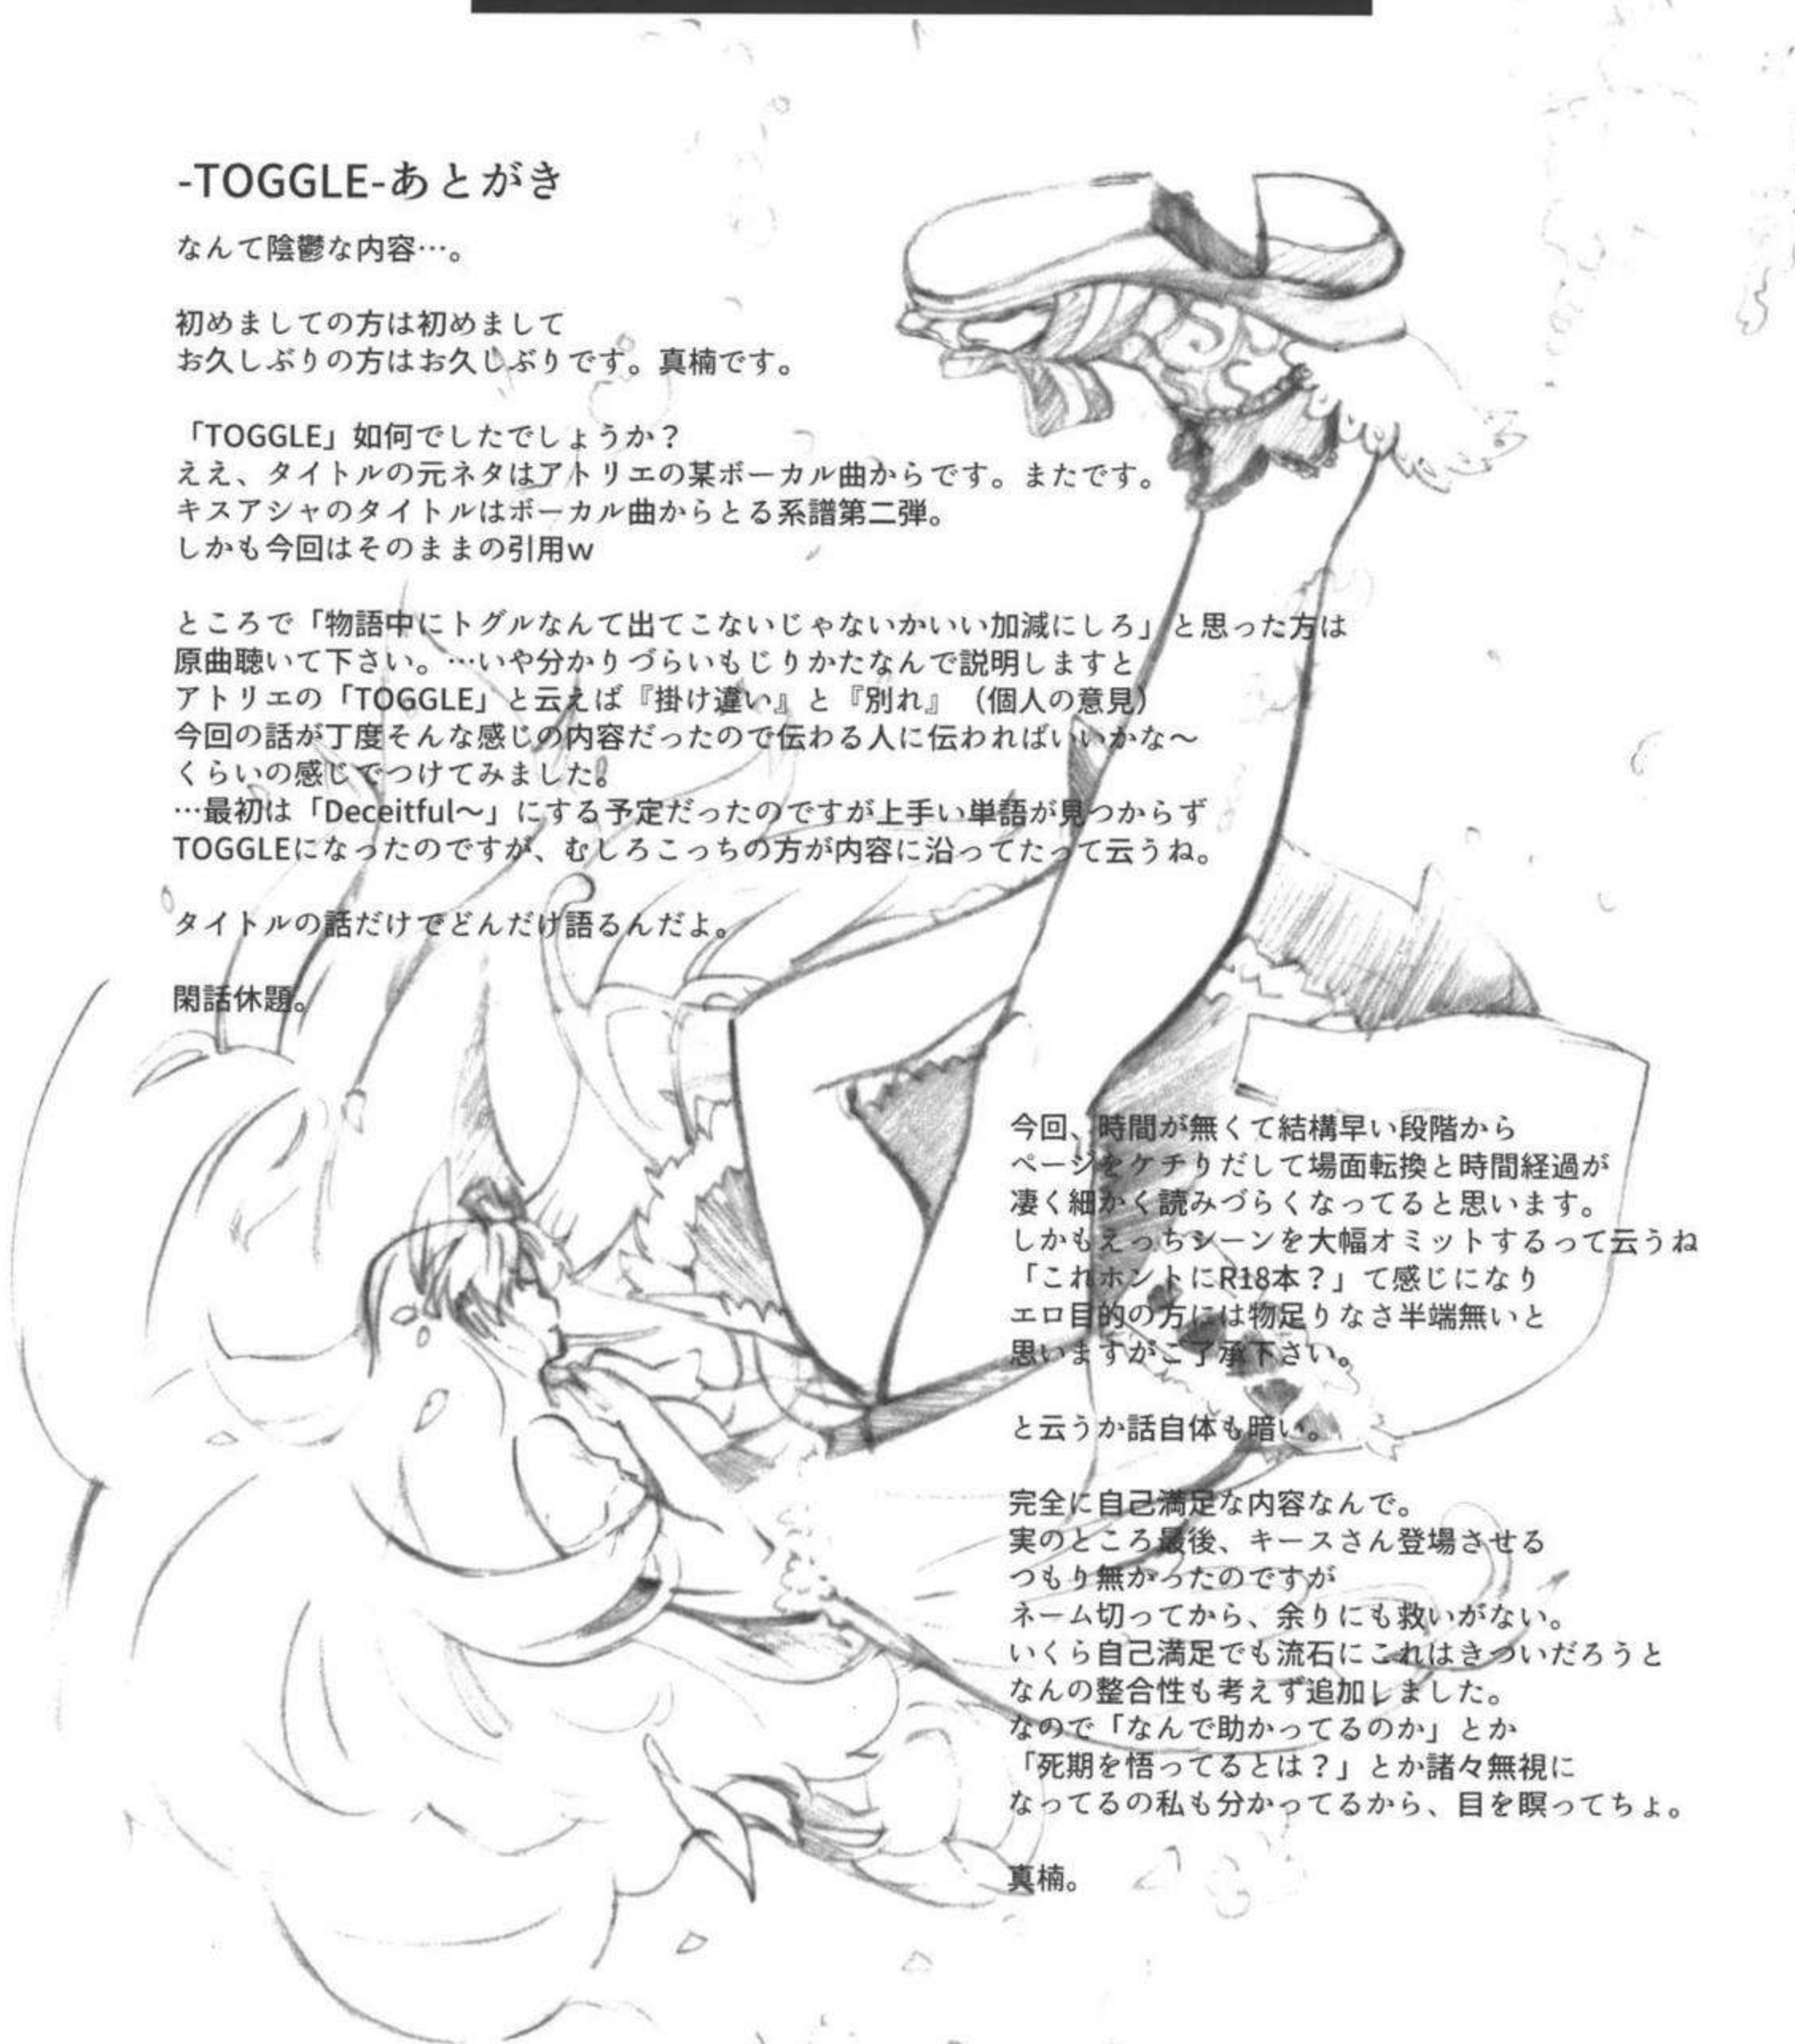 -TOGGLE-あとがき
なんて陰鬱な内容…。
初めましての方は初めまして
お久しぶりの方はお久しぶりです。真楠です。
「TOGGLE」如何でしたでしょうか？
ええ、タイトルの元ネタはアトリエの某ボーカル曲からです。またです。
キスアシャのタイトルはボーカル曲からとる系譜第二弾。
しかも今回はそのままの引用w
ところで「物語中にトグルなんて出てこないじゃないかいい加減にしろ」と思った方は
原曲聴いて下さい。…いや分かりづらいもじりかたなんで説明しますと
アトリエの「TOGGLE」と云えば『掛け違い』と『別れ』（個人の意見）
今回の話が丁度そんな感じの内容だったので伝わる人に伝わればいいかな～
くらいの感じでつけてみました。
…最初は「Deceitful～」にする予定だったのですが上手い単語が見つからず
TOGGLEになったのですが、むしろこっちの方が内容に沿ってたって云うね。
タイトルの話だけでどんだけ語るんだよ。
閑話休題。
今回、時間が無くて結構早い段階から
ページをケチりだして場面転換と時間経過が
凄く細かく読みづらくなってると思います。
しかもえっちシーンを大幅オミットするって云うね
「これホントにR18本？」て感じになり
エロ目的の方には物足りなさ半端無いと
思いますがご了承下さい。
と云うか話自体も暗い。
完全に自己満足な内容なんで。
実のところ最後、キースさん登場させる
つもり無かったのですが
ネーム切ってから、余りにも救いがない。
いくら自己満足でも流石にこれはきついだろうと
なんの整合性も考えず追加しました。
なので「なんで助かってるのか」とか
「死期を悟ってるとは？」とか諸々無視に
なってるの私も分かってるから、目を瞑ってちょ。
真楠。